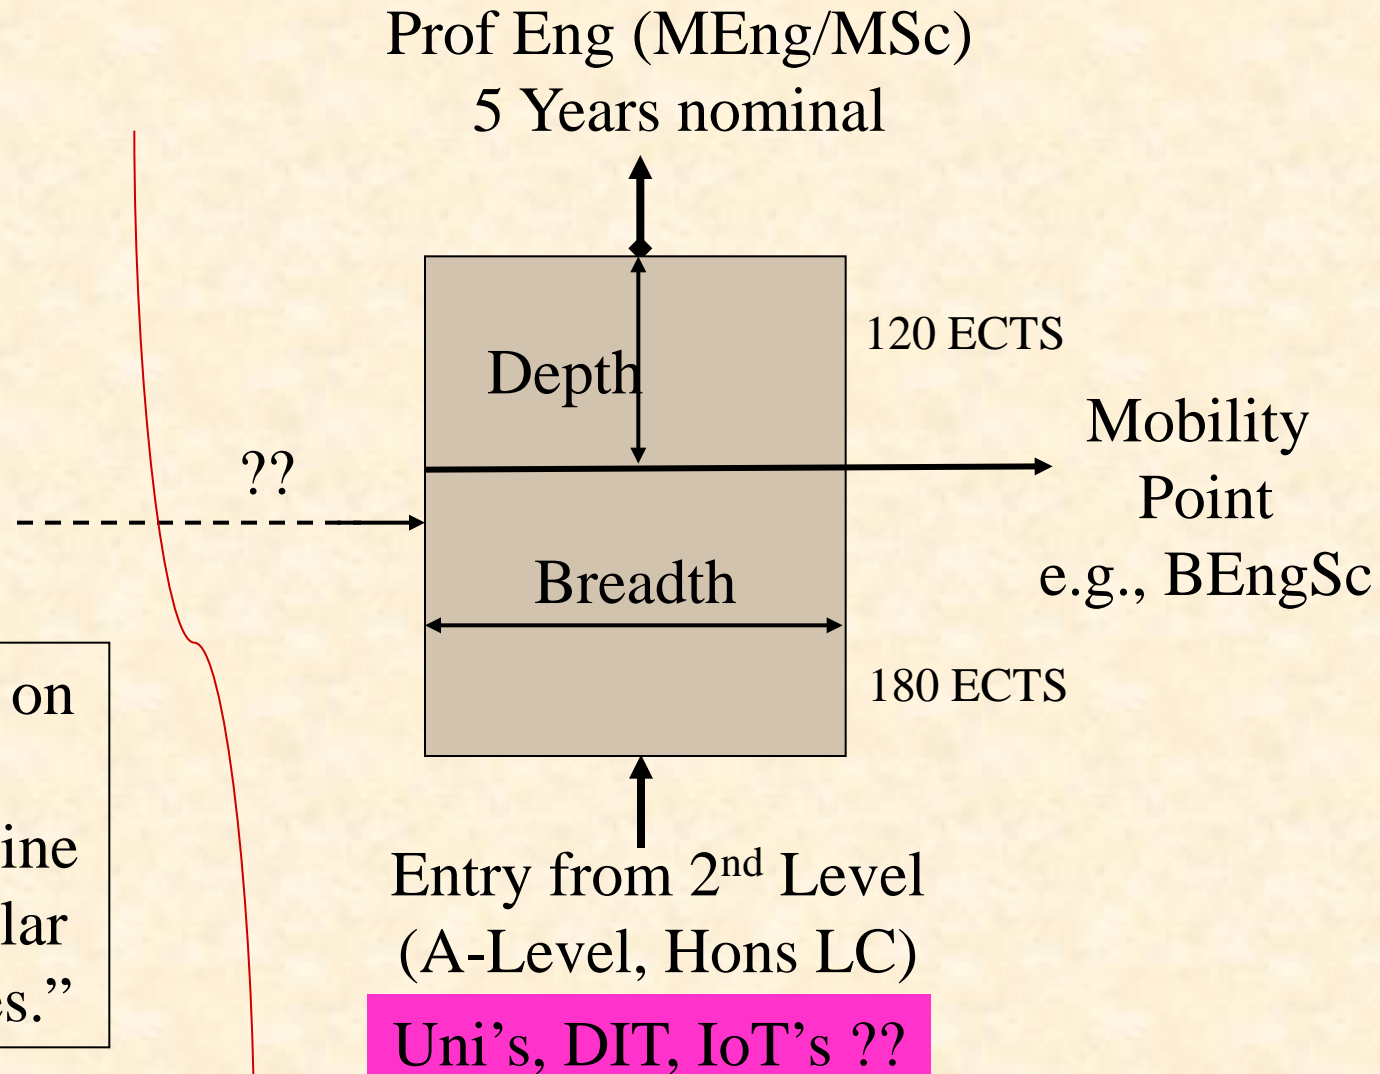 Prof Eng (MEng/MSc)
5 Years nominal
120 ECTS
Depth
Mobility
Point
e.g., BEngSc
??
Breadth
180 ECTS
on
ine
lar
es.”
Entry from 2nd Level
(A-Level, Hons LC)
Uni’s, DIT, IoT’s ??